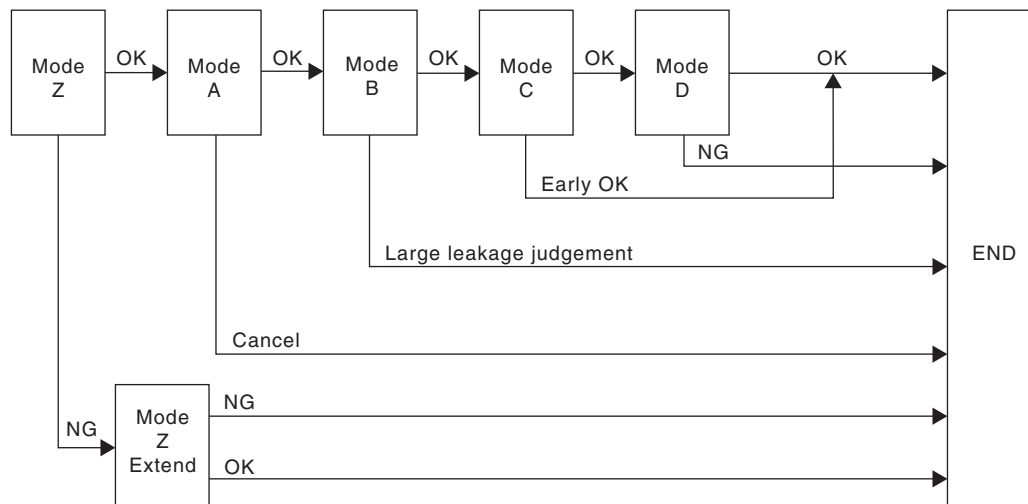 Mode
Z
OK
Mode
A
OK
Mode
B
OK
Mode
C
OK
Mode
D
OK
NG
Early OK
Large leakage judgement
END
Cancel
NG
Mode
Z
Extend
NG
OK